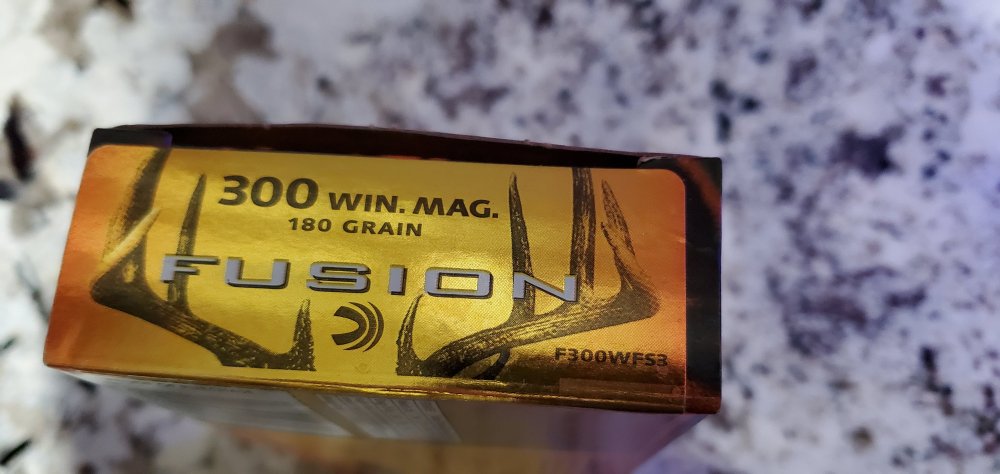 300 WIN. MAG.
180 GRAIN
FUSION
F300WFS3